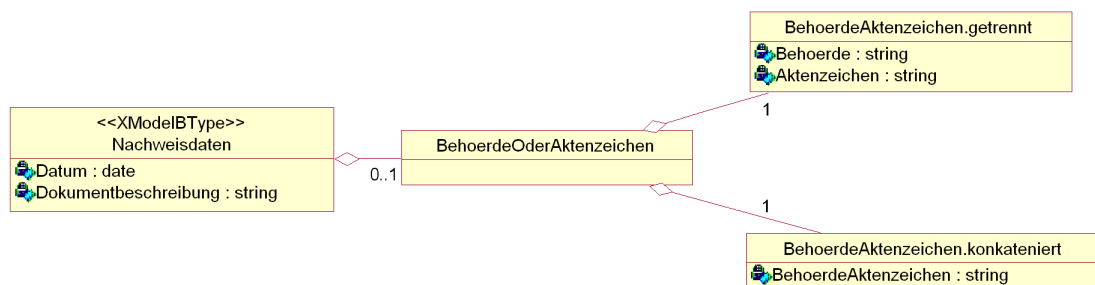 BehoerdeAktenzeichen.getrennt
Behoerde : string
Aktenzeichen : string
1
<<XModelBType>>
Nachweisdaten
Datum : date
Dokumentbeschreibung : string
0..1
BehoerdeOderAktenzeichen
1
BehoerdeAktenzeichen.konkateniert
BehoerdeAktenzeichen : string